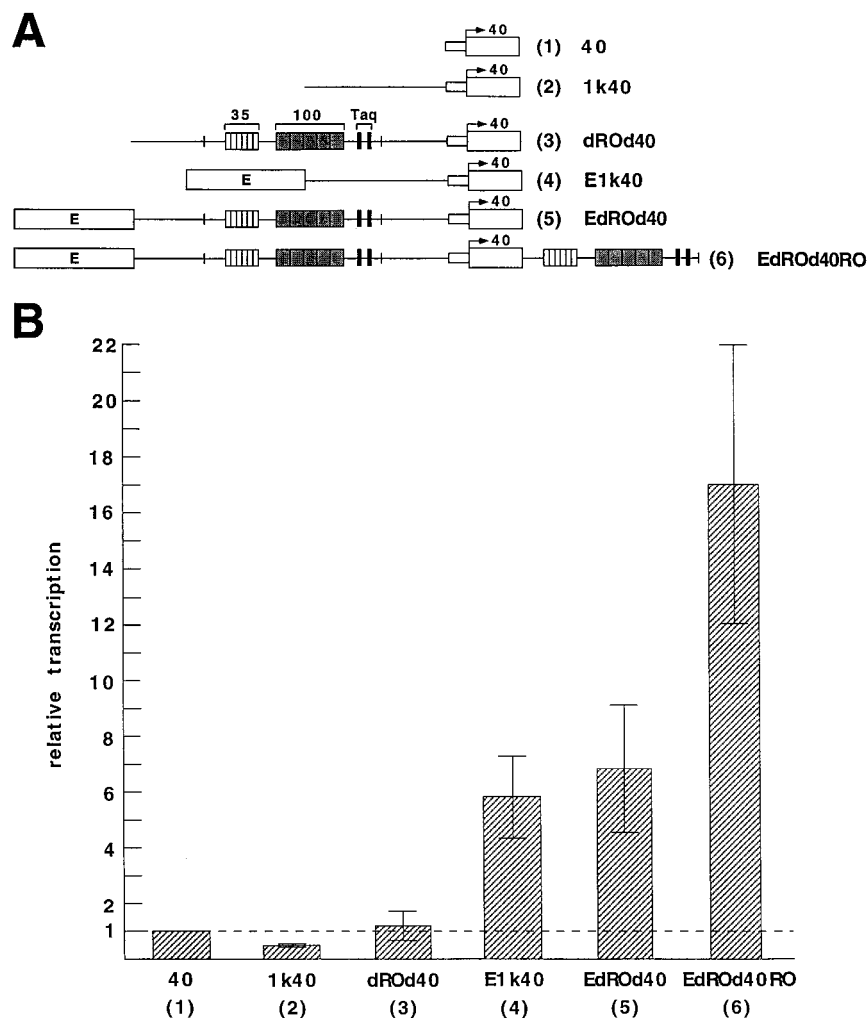 A
40 (1) 40
40 (2) 1k40
35 100 Taq
40 (3) dROd40
E 40 (4) E1k40
E 40 (5) EdROd40
E 40 (6) EdROd40RO
B
relative transcription
22
20
17
16
14
12
10
8
6
4
2
1
40 1k40 dROd40 E1k40 EdROd40 EdROd40RO
(1) (2) (3) (4) (5) (6)